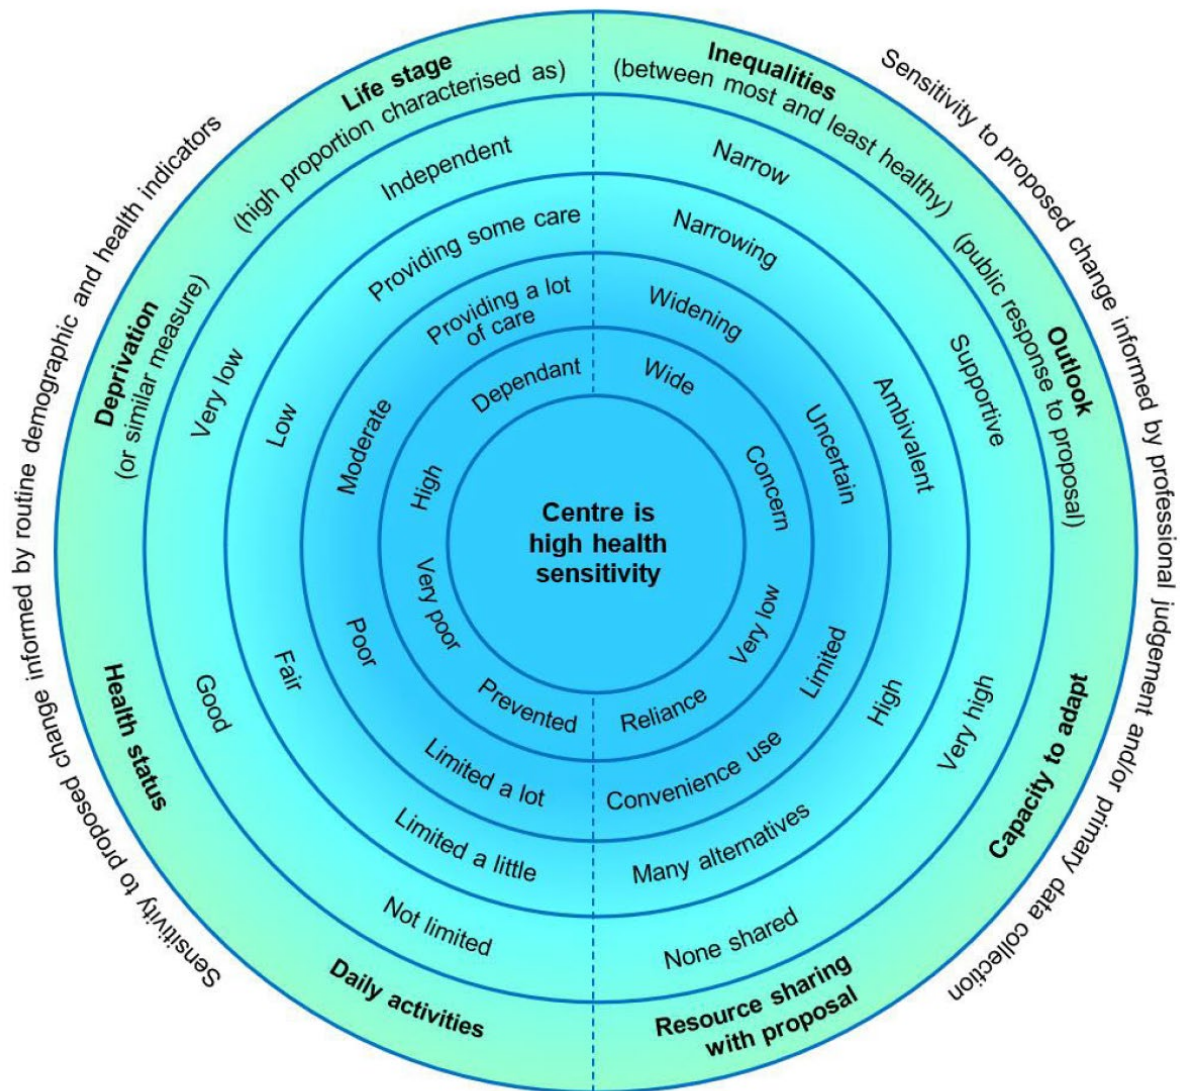 Sensitivity to proposed change informed by routine demographic and health indicators
Sensitivity to proposed change informed by professional judgement and/or primary data collection
Life stage
(high proportion characterised as)
Independent
Providing some care
Providing a lot
of care
Dependant
Inequalities
(between most and least healthy)
Narrow
Narrowing
Widening
Wide
Outlook
(public response to proposal)
Supportive
Ambivalent
Uncertain
Concern
Capacity to adapt
Very high
High
Limited
Very low
Resource sharing
with proposal
None shared
Many alternatives
Convenience use
Reliance
Daily activities
Not limited
Limited a little
Limited a lot
Prevented
Health status
Good
Fair
Poor
Very poor
Deprivation
(or similar measure)
Very low
Low
Moderate
High
Centre is
high health
sensitivity